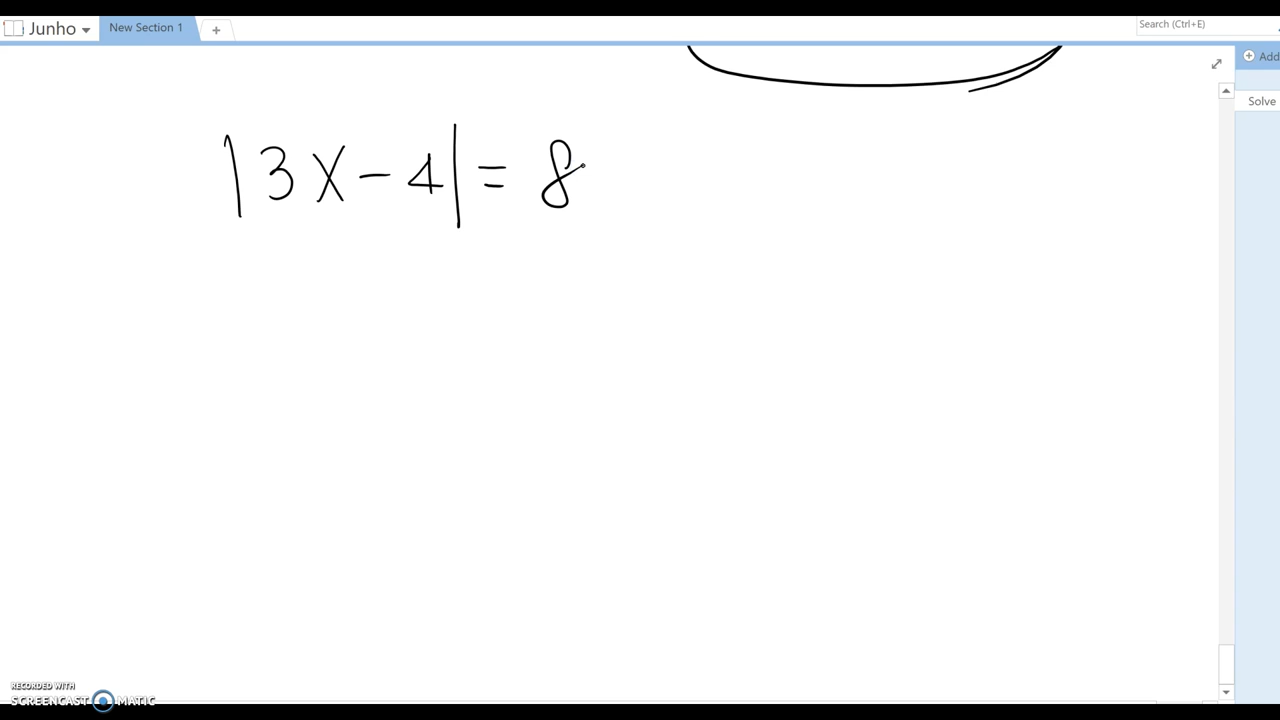 Junho
New Section 1
Search (Ctrl+E)
Add
Solve
|3x-4| = 8
RECORDED WITH
SCREENCAST MATIC